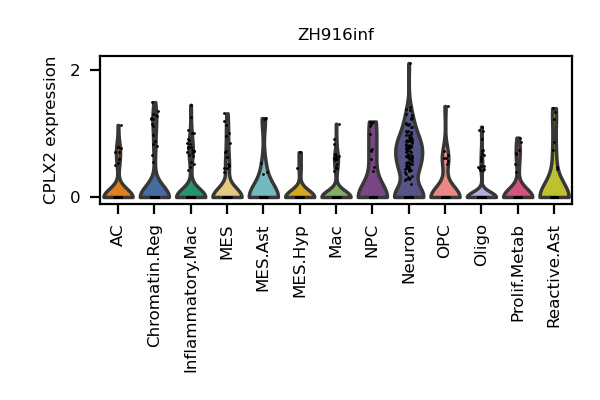 ZH916inf
CPLX2 expression
2
0
AC
Chromatin.Reg
Inflammatory.Mac
MES
MES.Ast
MES.Hyp
Mac
NPC
Neuron
OPC
Oligo
Prolif.Metab
Reactive.Ast